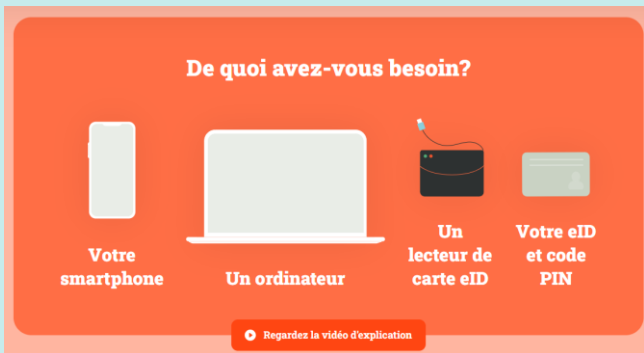 De quoi avez-vous besoin?
Votre
smartphone
Un ordinateur
Un
lecteur de
carte eID
Votre eID
et code
PIN
Regardez la vidéo d'explication